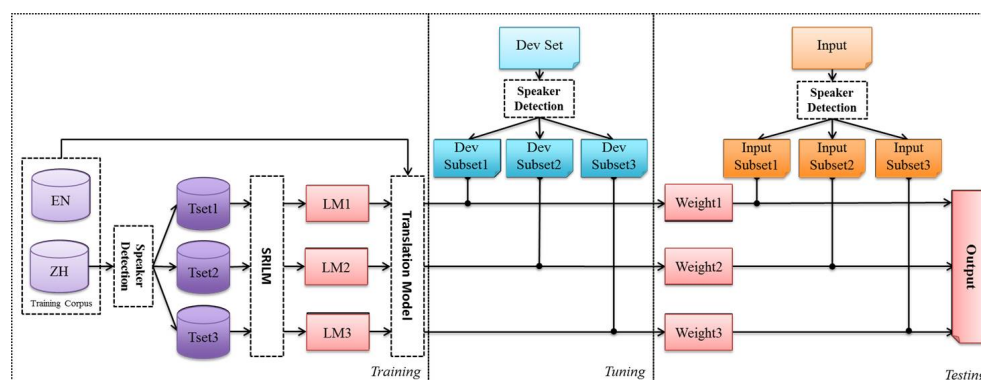 EN
ZH
Training Corpus
Speaker
Detection
Tset1
Tset2
Tset3
SRILM
LM1
LM2
LM3
Translation Model
Training
Dev Set
Speaker
Detection
Dev
Subset1
Dev
Subset2
Dev
Subset3
Tuning
Input
Speaker
Detection
Input
Subset1
Input
Subset2
Input
Subset3
Weight1
Weight2
Weight3
Output
Testing